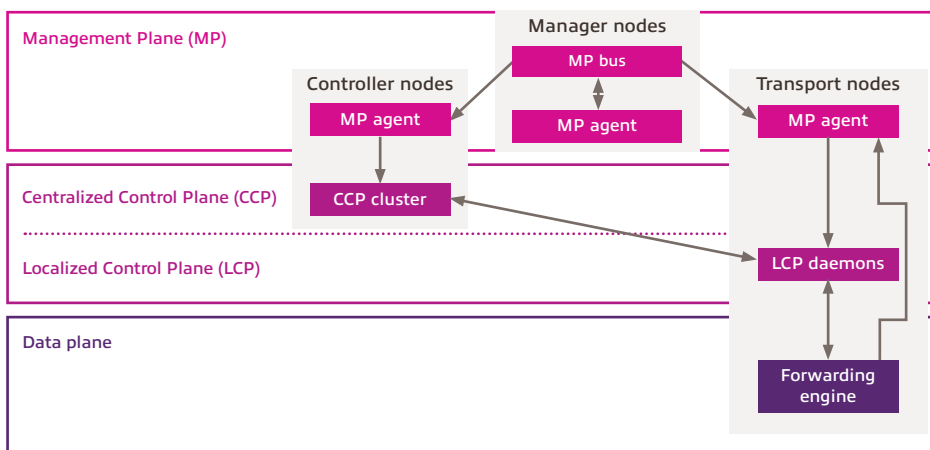 Management Plane (MP)
Manager nodes
MP bus
MP agent
Controller nodes
MP agent
Transport nodes
MP agent
Centralized Control Plane (CCP)
CCP cluster
Localized Control Plane (LCP)
LCP daemons
Data plane
Forwarding
engine